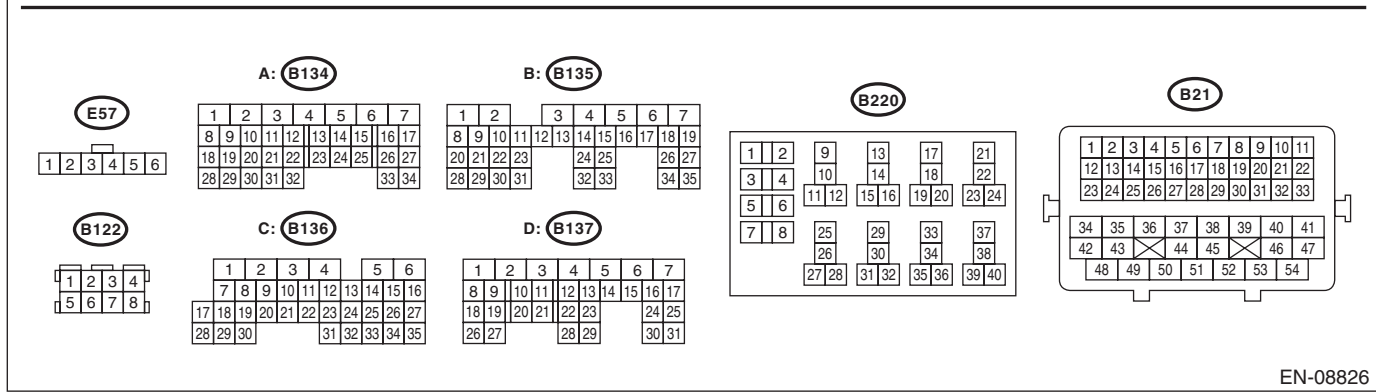 E57
1 2 3 4 5 6
B122
1 2 3 4
5 6 7 8
A: B134
1 2 3 4 5 6 7
8 9 10 11 12 13 14 15 16 17
18 19 20 21 22 23 24 25 26 27
28 29 30 31 32 33 34
C: B136
1 2 3 4 5 6
7 8 9 10 11 12 13 14 15 16
17 18 19 20 21 22 23 24 25 26 27
28 29 30 31 32 33 34 35
B: B135
1 2 3 4 5 6 7
8 9 10 11 12 13 14 15 16 17 18 19
20 21 22 23 24 25 26 27
28 29 30 31 32 33 34 35
D: B137
1 2 3 4 5 6 7
8 9 10 11 12 13 14 15 16 17
18 19 20 21 22 23 24 25
26 27 28 29 30 31
B220
1 2
3 4
5 6
7 8
9 13 17 21
10 14 18 22
11 12 15 16 19 20 23 24
25 29 33 37
26 30 34 38
27 28 31 32 35 36 39 40
B21
1 2 3 4 5 6 7 8 9 10 11
12 13 14 15 16 17 18 19 20 21 22
23 24 25 26 27 28 29 30 31 32 33
34 35 36 37 38 39 40 41
42 43 44 45 46 47
48 49 50 51 52 53 54
EN-08826